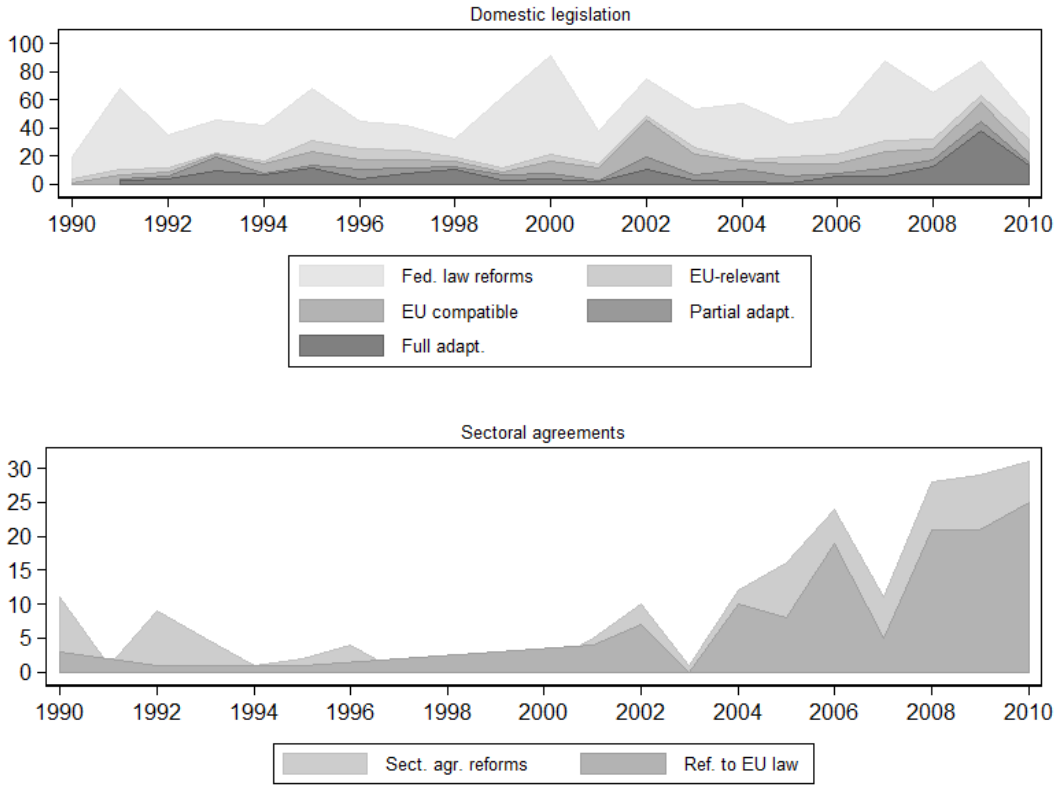 Domestic legislation
100
80
60
40
20
0
1990 1992 1994 1996 1998 2000 2002 2004 2006 2008 2010
Fed. law reforms EU-relevant
EU compatible Partial adapt.
Full adapt.
Sectoral agreements
30
25
20
15
10
5
0
1990 1992 1994 1996 1998 2000 2002 2004 2006 2008 2010
Sect. agr. reforms Ref. to EU law